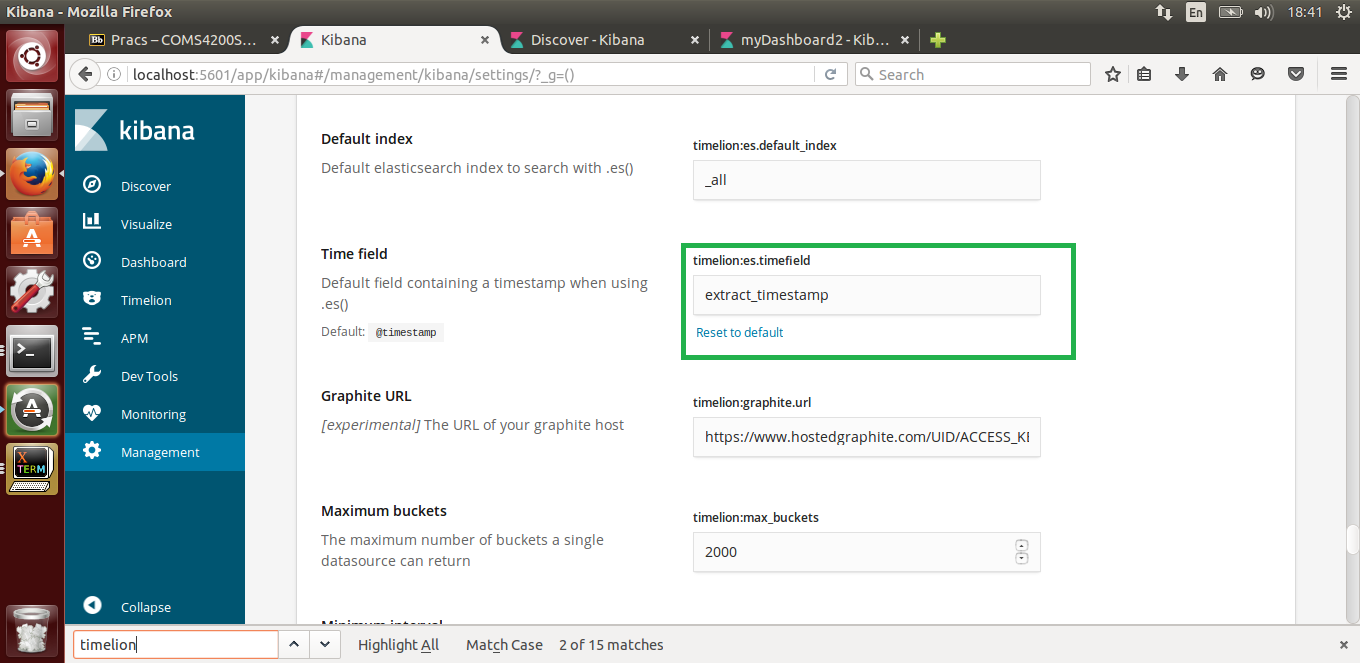 Kibana - Mozilla Firefox
En
18:41
Bb Pracs – COMS4200S...
Kibana
Discover - Kibana
myDashboard2 - Kib...
localhost:5601/app/kibana#/management/kibana/settings/?_g=()
Search
kibana
Discover
Visualize
Dashboard
Timelion
APM
Dev Tools
Monitoring
Management
Collapse
Default index
Default elasticsearch index to search with .es()
timelion:es.default_index
_all
Time field
Default field containing a timestamp when using
.es()
Default: @timestamp
timelion:es.timefield
extract_timestamp
Reset to default
Graphite URL
[experimental] The URL of your graphite host
timelion:graphite.url
https://www.hostedgraphite.com/UID/ACCESS_KE
Maximum buckets
The maximum number of buckets a single
datasource can return
timelion:max_buckets
2000
Minimum interval
X
TERM
timelion
Highlight All
Match Case
2 of 15 matches